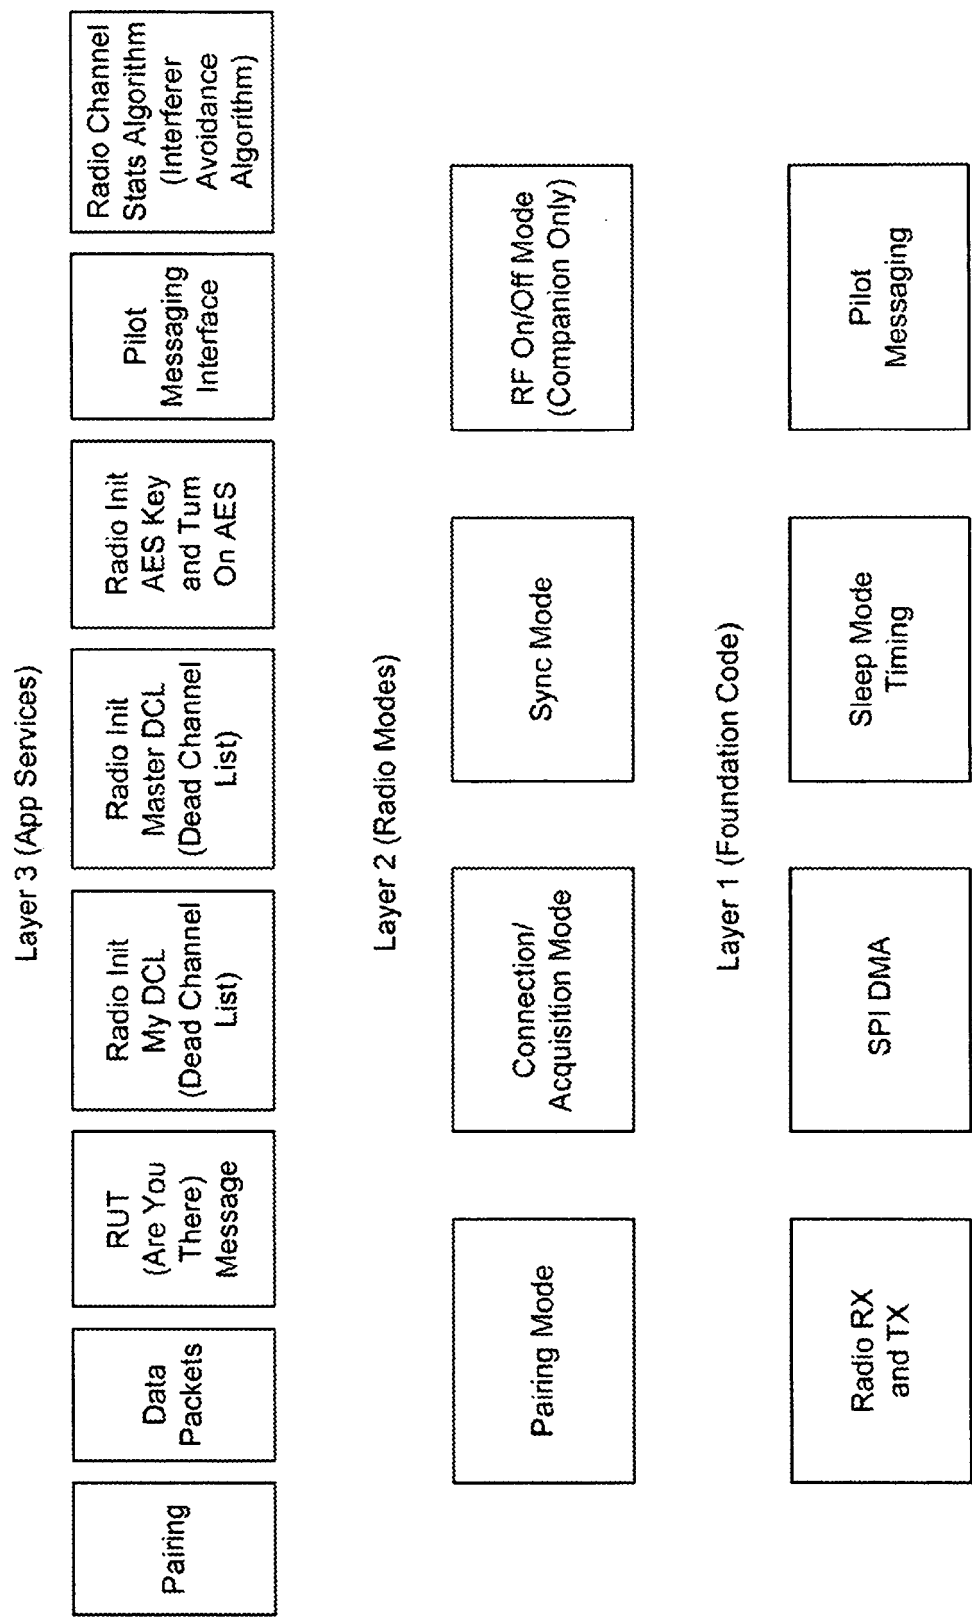 Layer 3 (App Services)
Pairing
Data
Packets
RUT
(Are You
There)
Message
Radio Init
My DCL
(Dead Channel
List)
Radio Init
Master DCL
(Dead Channel
List)
Radio Init
AES Key
and Turn
On AES
Pilot
Messaging
Interface
Radio Channel
Stats Algorithm
(Interferer
Avoidance
Algorithm)
Layer 2 (Radio Modes)
Pairing Mode
Connection/
Acquisition Mode
Sync Mode
RF On/Off Mode
(Companion Only)
Layer 1 (Foundation Code)
Radio RX
and TX
SPI DMA
Sleep Mode
Timing
Pilot
Messaging